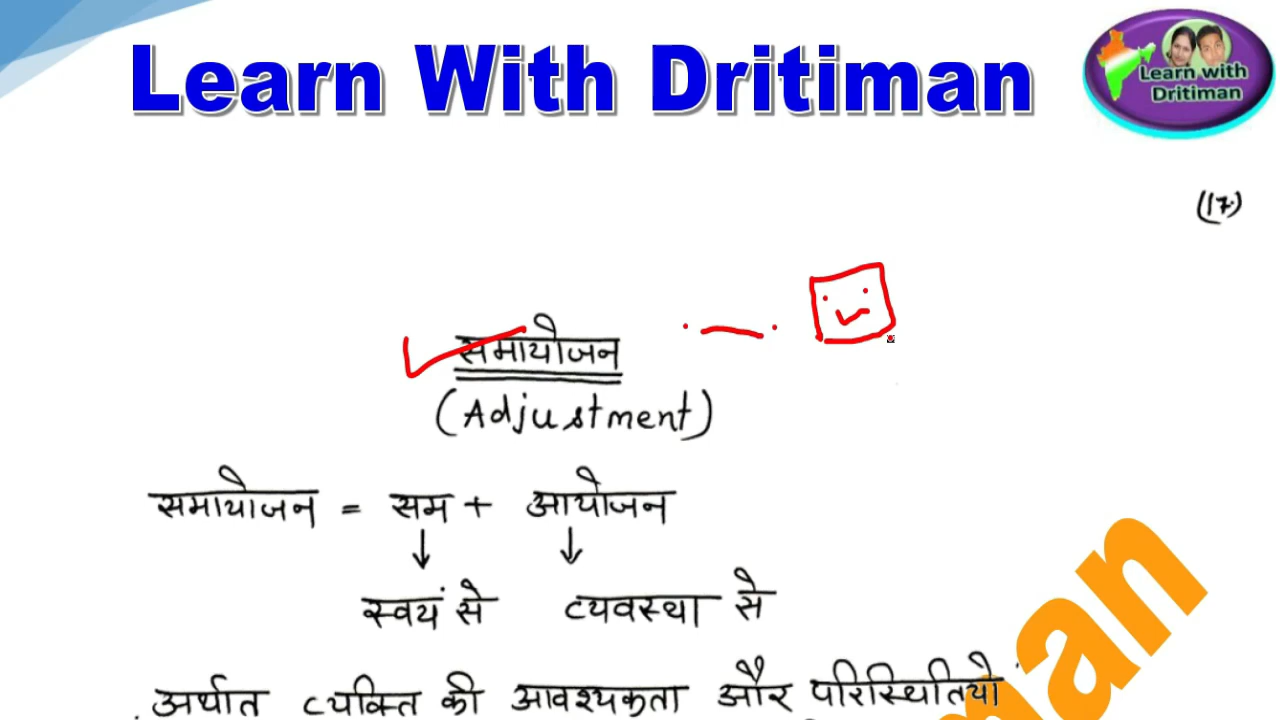 Learn With Dritiman
Learn with
Dritiman
(17)
समायोजन
(Adjustment)
समायोजन = सम + आयोजन
स्वयं से व्यवस्था से
अर्थात व्यक्ति की आवश्यकता और परिस्थितियों
man